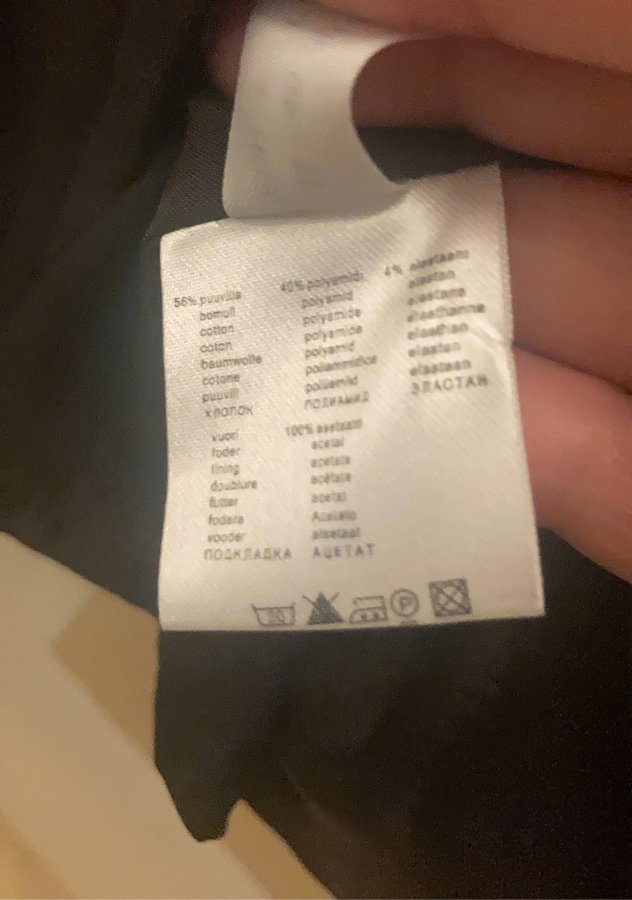 56% puuvilla
bomull
cotton
coton
baumwolle
cotone
puuvill
хлопок
40% polyamidi
polyamid
polyamide
polyamide
polyamid
poliammidica
polüamiid
ПОЛИАМИД
4% elastaani
elastan
elastane
elasthanne
elasthan
elastan
elastaan
ЭЛАСТАН
vuori
foder
lining
doublure
futter
fodera
vooder
ПОДКЛАДКА
100% asetaatti
acetat
acetate
acétate
acetat
Acetato
atsetaat
АЦЕТАТ
30
P